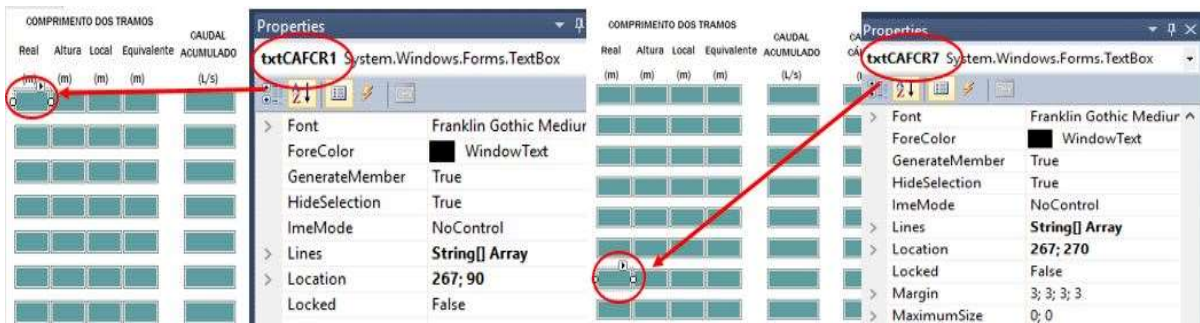 COMPRIMENTO DOS TRAMOS
CAUDAL
Real Altura Local Equivalente ACUMULADO
(m) (m) (m) (m) (L/s)
Properties
txtCAFCR1 System.Windows.Forms.TextBox
Font Franklin Gothic Mediur
ForeColor WindowText
GenerateMember True
HideSelection True
ImeMode NoControl
Lines String[] Array
Location 267; 90
Locked False
COMPRIMENTO DOS TRAMOS
CAUDAL
Real Altura Local Equivalente ACUMULADO
(m) (m) (m) (m) (L/s)
Properties
txtCAFCR7 System.Windows.Forms.TextBox
Font Franklin Gothic Mediur
ForeColor WindowText
GenerateMember True
HideSelection True
ImeMode NoControl
Lines String[] Array
Location 267; 270
Locked False
Margin 3; 3; 3; 3
MaximumSize 0; 0